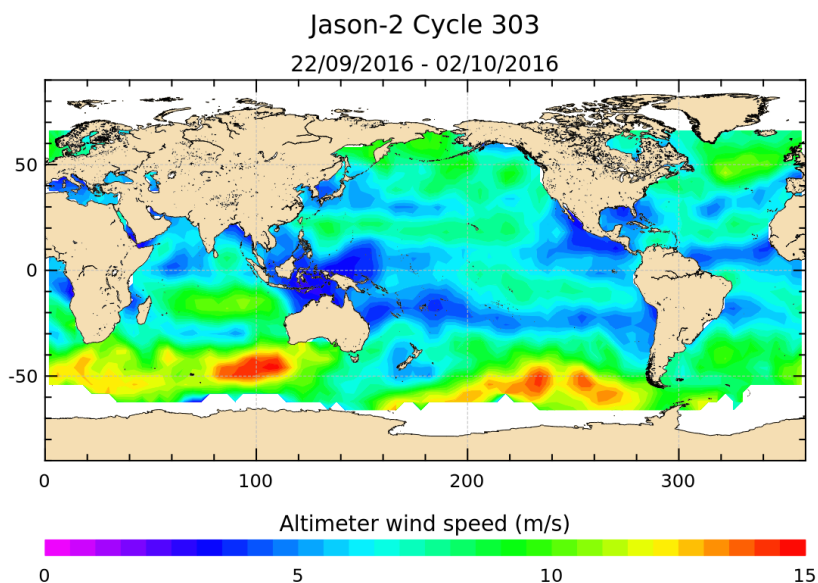 Jason-2 Cycle 303
22/09/2016 - 02/10/2016
50
0
-50
0 100 200 300
Altimeter wind speed (m/s)
0 5 10 15